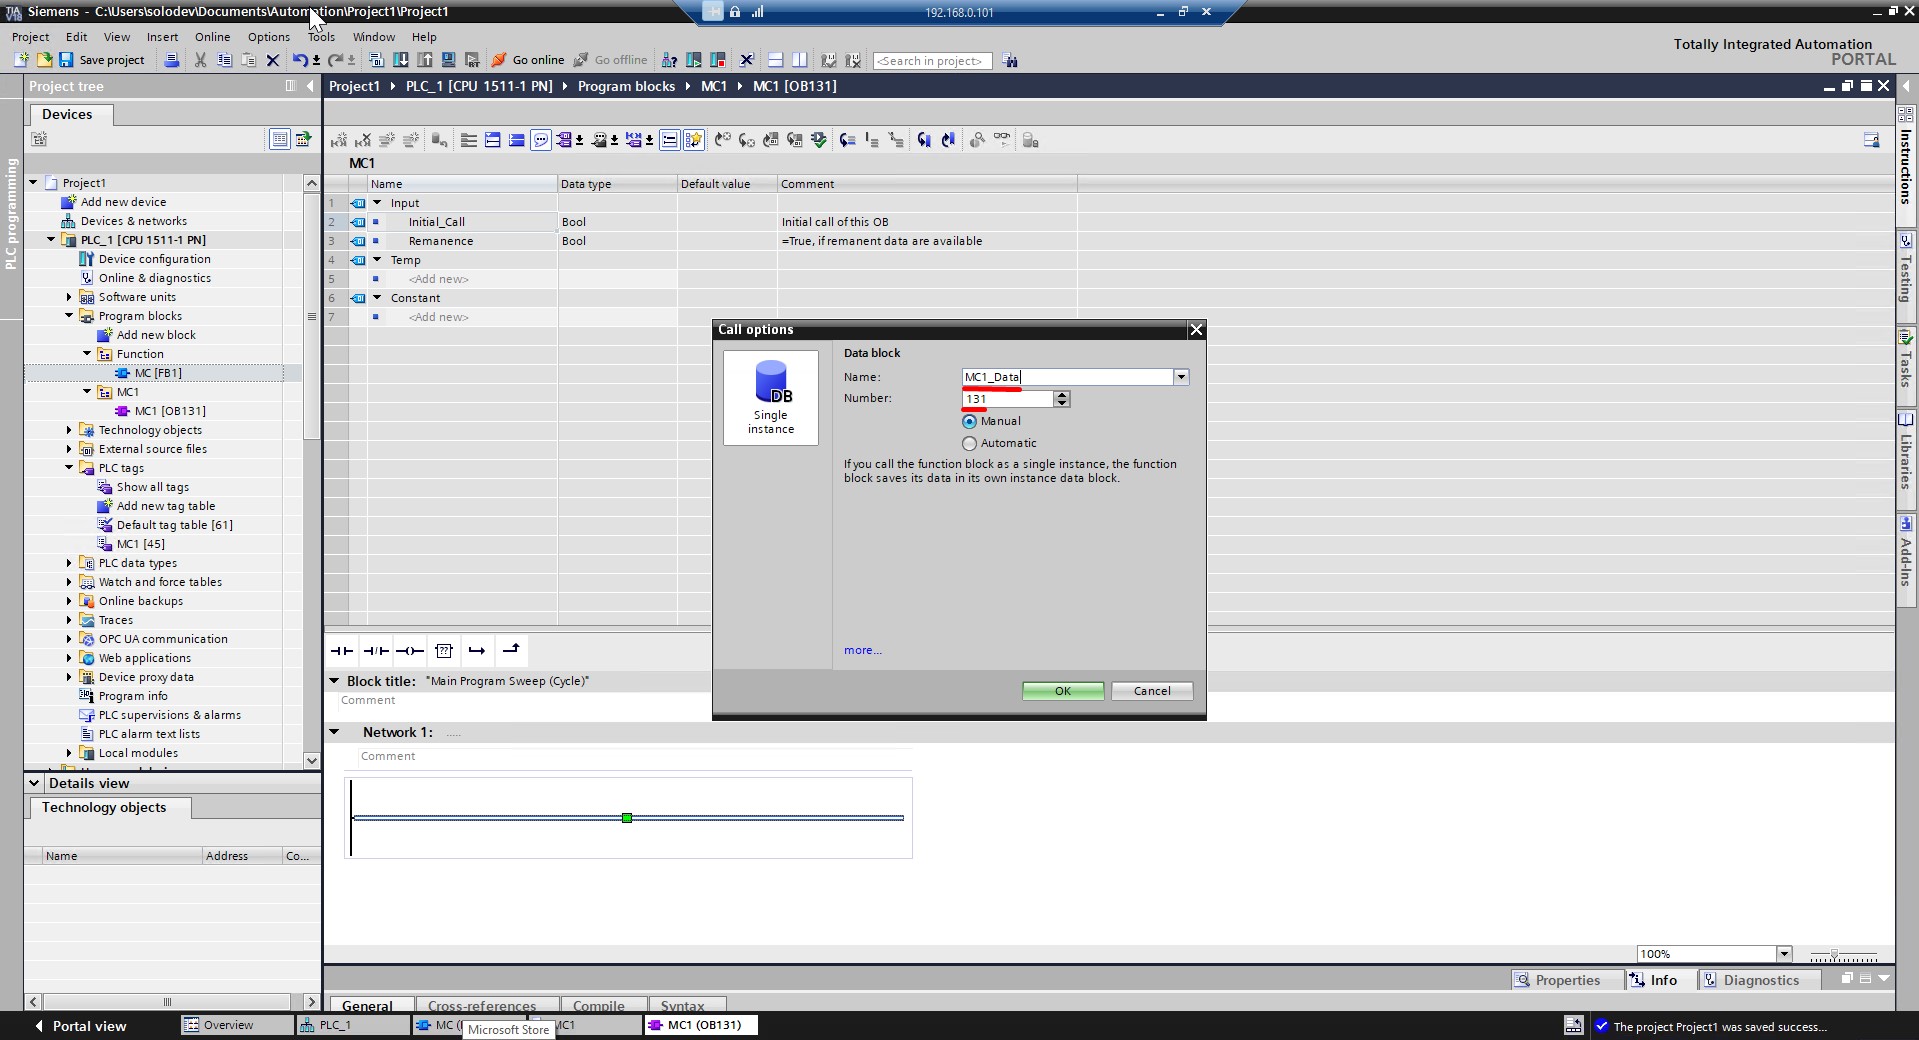 Siemens - C:\Users\solodev\Documents\Automation\Project1\Project1
192.168.0.101
Project Edit View Insert Online Options Tools Window Help
Totally Integrated Automation
PORTAL
Save project
Go online
Go offline
<Search in project>
Project tree
Project1 PLC_1 [CPU 1511-1 PN] Program blocks MC1 MC1 [OB131]
Devices
PLC programming
MC1
Name Data type Default value Comment
1 Input
2 Initial_Call Bool Initial call of this OB
3 Remanence Bool =True, if remanent data are available
4 Temp
5 <Add new>
6 Constant
7 <Add new>
Project1
Add new device
Devices & networks
PLC_1 [CPU 1511-1 PN]
Device configuration
Online & diagnostics
Software units
Program blocks
Add new block
Function
MC [FB1]
MC1
MC1 [OB131]
Technology objects
External source files
PLC tags
Show all tags
Add new tag table
Default tag table [61]
MC1 [45]
PLC data types
Watch and force tables
Online backups
Traces
OPC UA communication
Web applications
Device proxy data
Program info
PLC supervisions & alarms
PLC alarm text lists
Local modules
Call options
DB
Single
instance
Data block
Name: MC1_Data
Number: 131
Manual
Automatic
If you call the function block as a single instance, the function
block saves its data in its own instance data block.
more...
OK
Cancel
??
Block title: "Main Program Sweep (Cycle)"
Comment
Network 1: .....
Comment
100%
Details view
Technology objects
Name Address Co...
Properties
Info
Diagnostics
General Cross-references Compile Syntax
Instructions
Testing
Tasks
Libraries
Add-Ins
Portal view
Overview
PLC_1
MC (
Microsoft Store
MC1
MC1 (OB131)
The project Project1 was saved success...